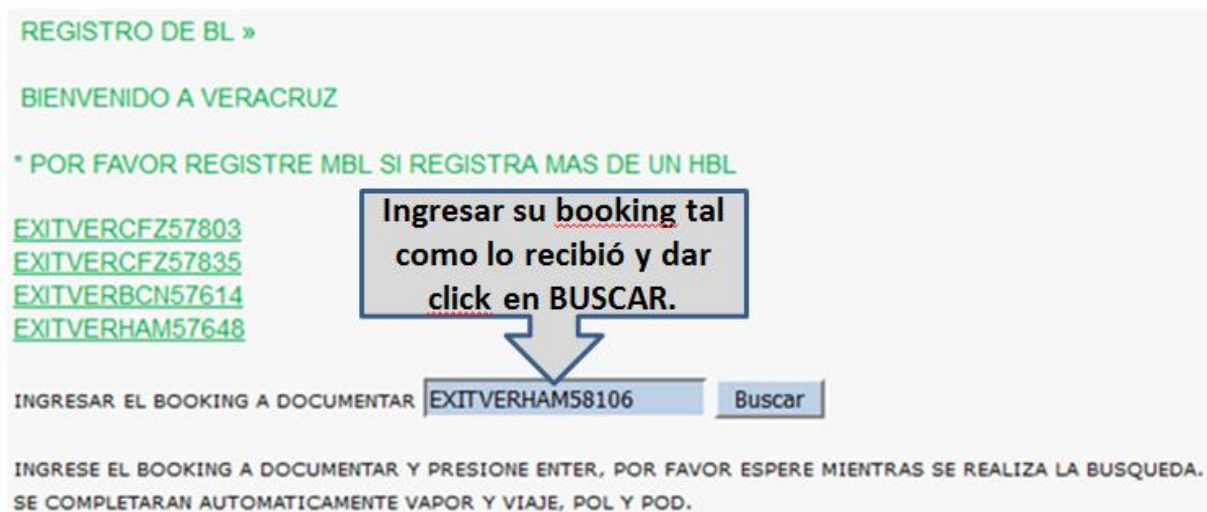 REGISTRO DE BL »
BIENVENIDO A VERACRUZ
* POR FAVOR REGISTRE MBL SI REGISTRA MAS DE UN HBL
Ingresar su booking tal
como lo recibió y dar
click en BUSCAR.
EXITVERCFZ57803
EXITVERCFZ57835
EXITVERBCN57614
EXITVERHAM57648
INGRESAR EL BOOKING A DOCUMENTAR EXITVERHAM58106 Buscar
INGRESE EL BOOKING A DOCUMENTAR Y PRESIONE ENTER, POR FAVOR ESPERE MIENTRAS SE REALIZA LA BUSQUEDA.
SE COMPLETARAN AUTOMATICAMENTE VAPOR Y VIAJE, POL Y POD.